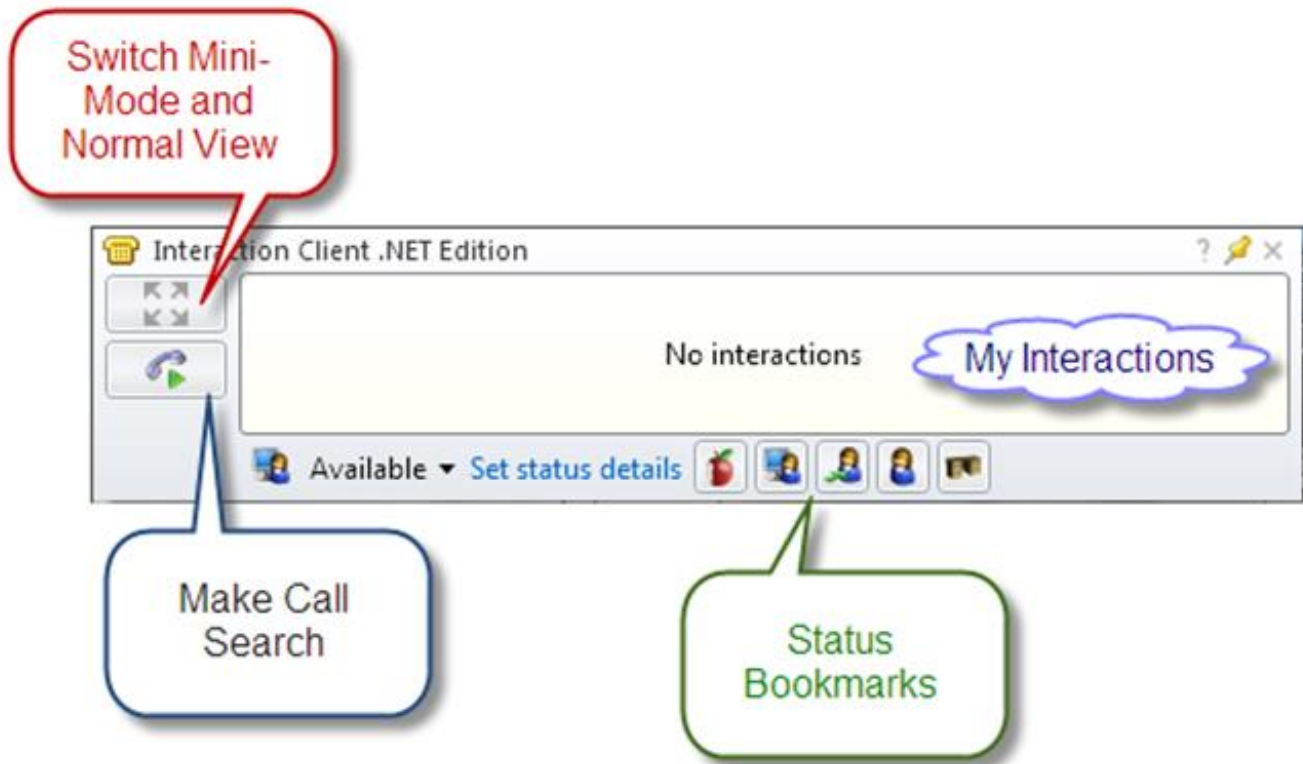 Switch Mini-
Mode and
Normal View
Interaction Client .NET Edition ?
No interactions
My Interactions
Available Set status details
Make Call
Search
Status
Bookmarks